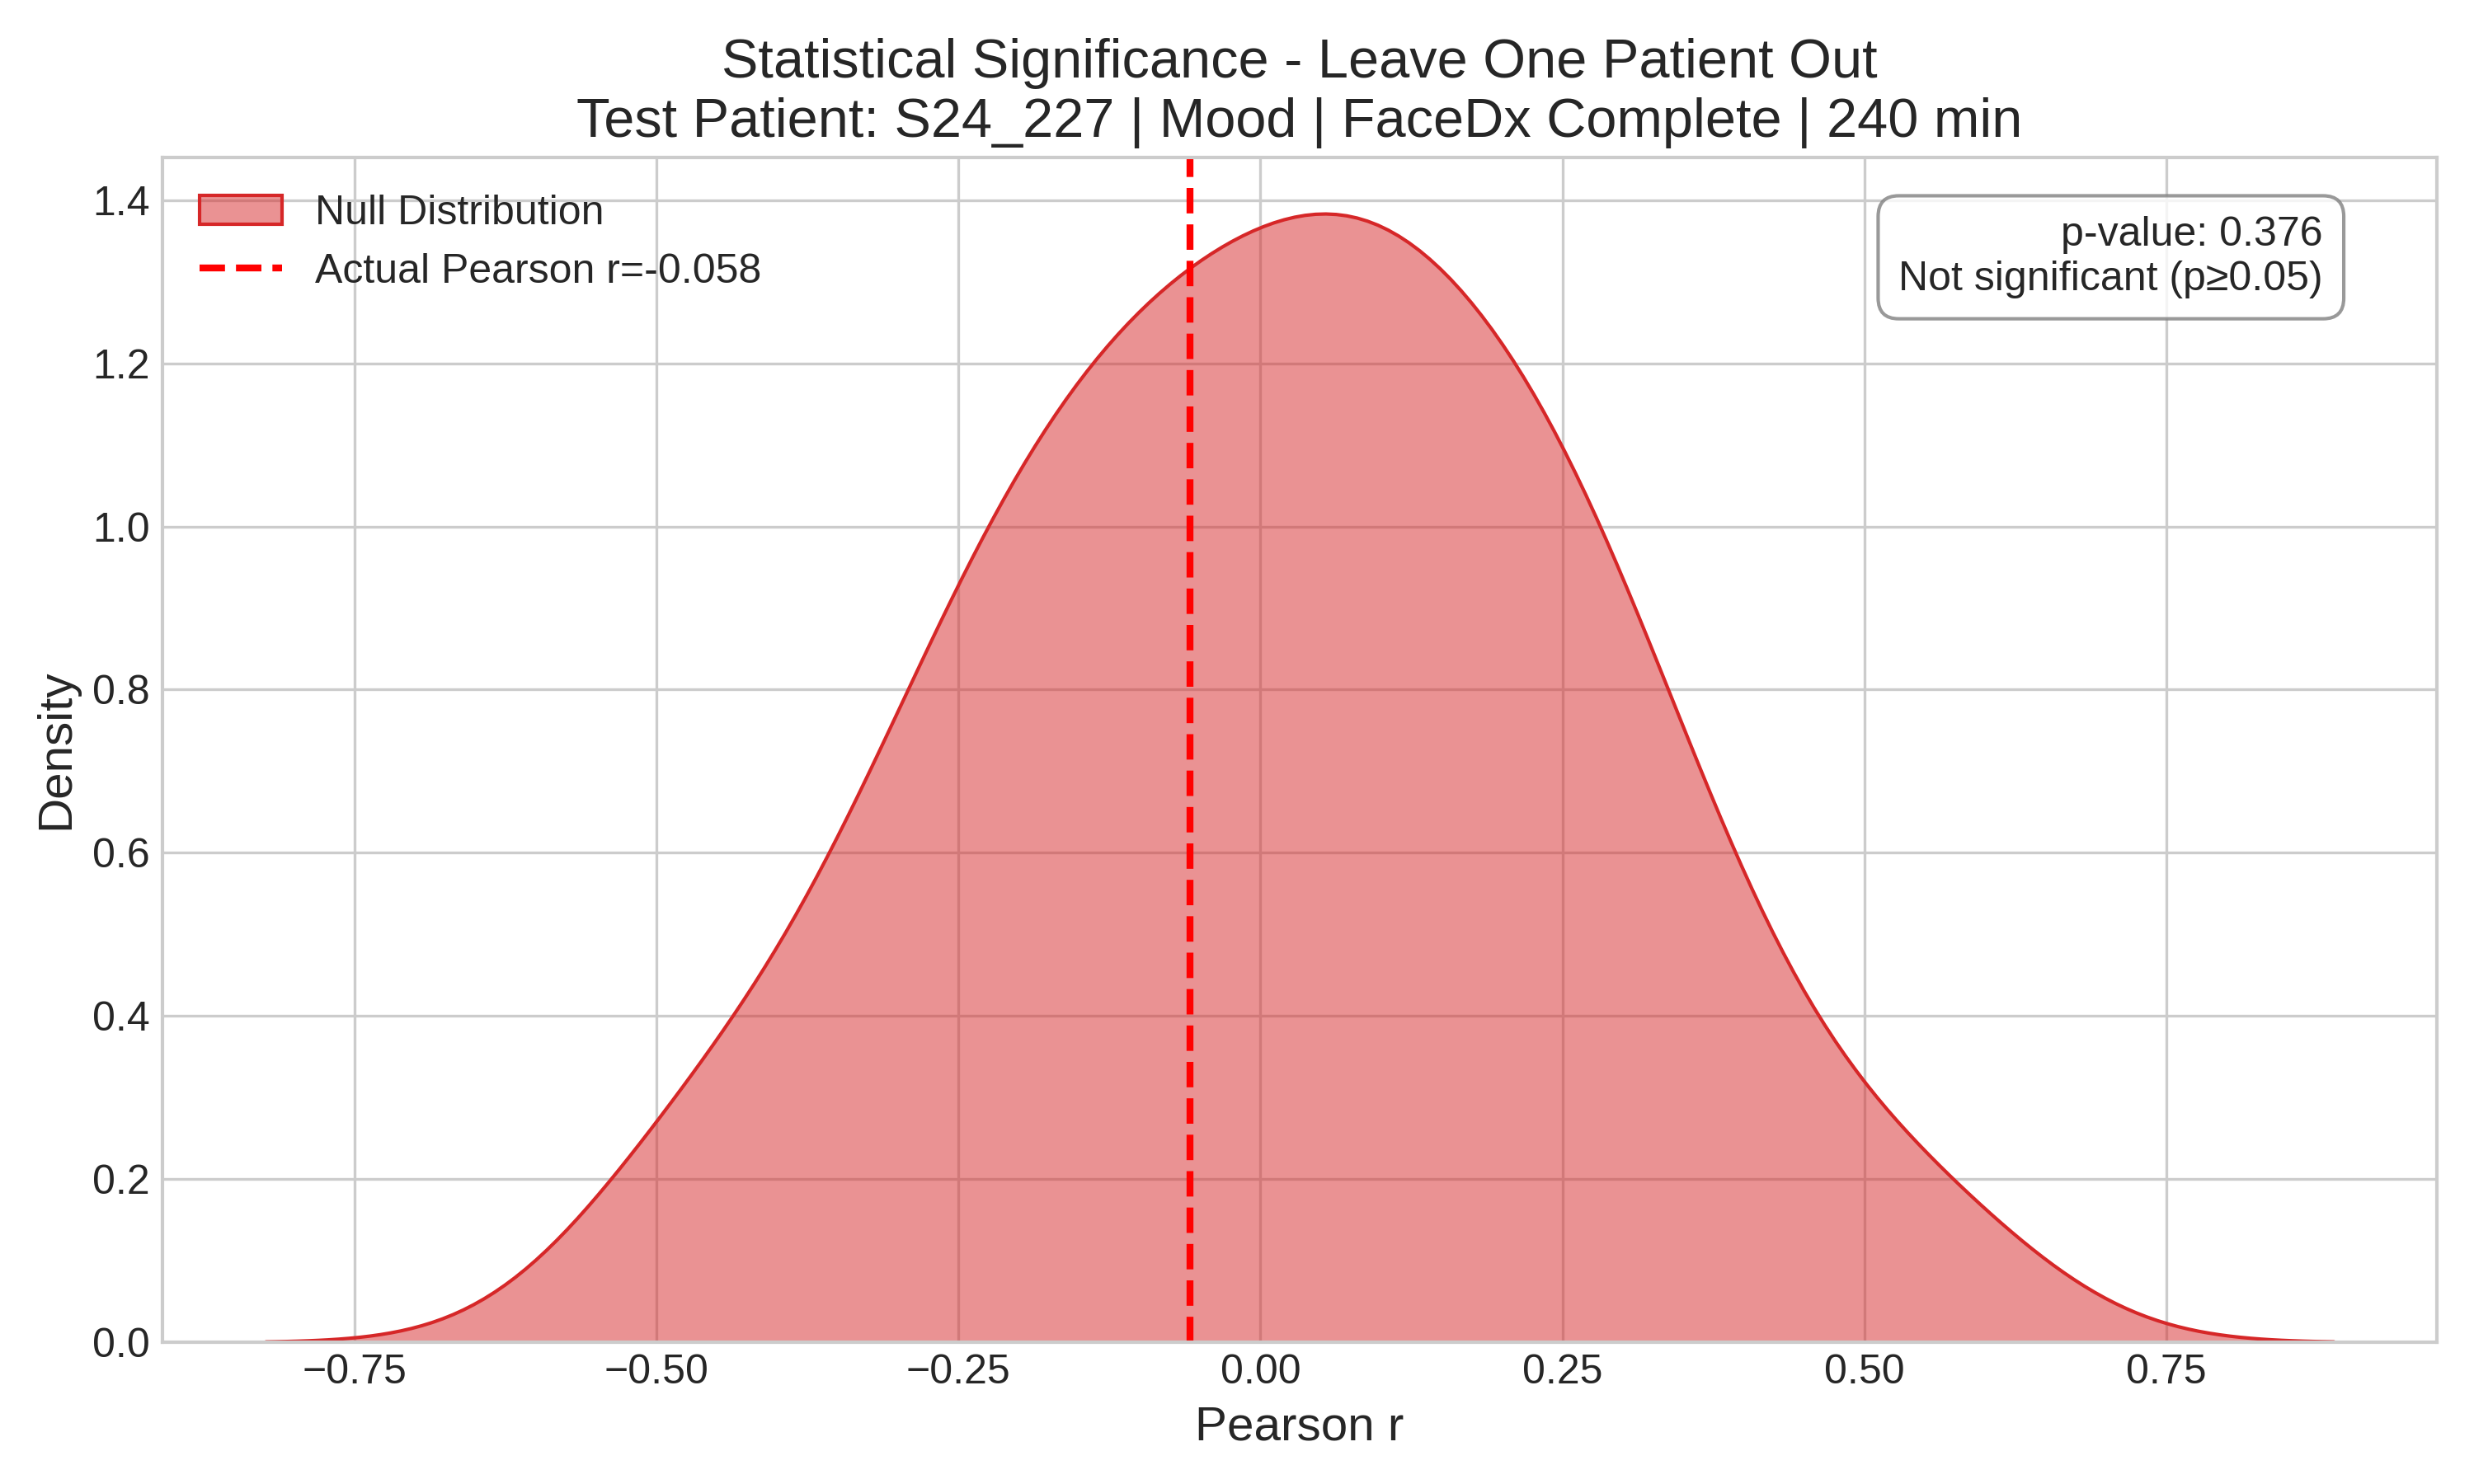 Statistical Significance - Leave One Patient Out
Test Patient: S24_227 | Mood | FaceDx Complete | 240 min
Null Distribution
Actual Pearson r=-0.058
p-value: 0.376
Not significant (p≥0.05)
Density
1.4
1.2
1.0
0.8
0.6
0.4
0.2
0.0
−0.75 −0.50 −0.25 0.00 0.25 0.50 0.75
Pearson r